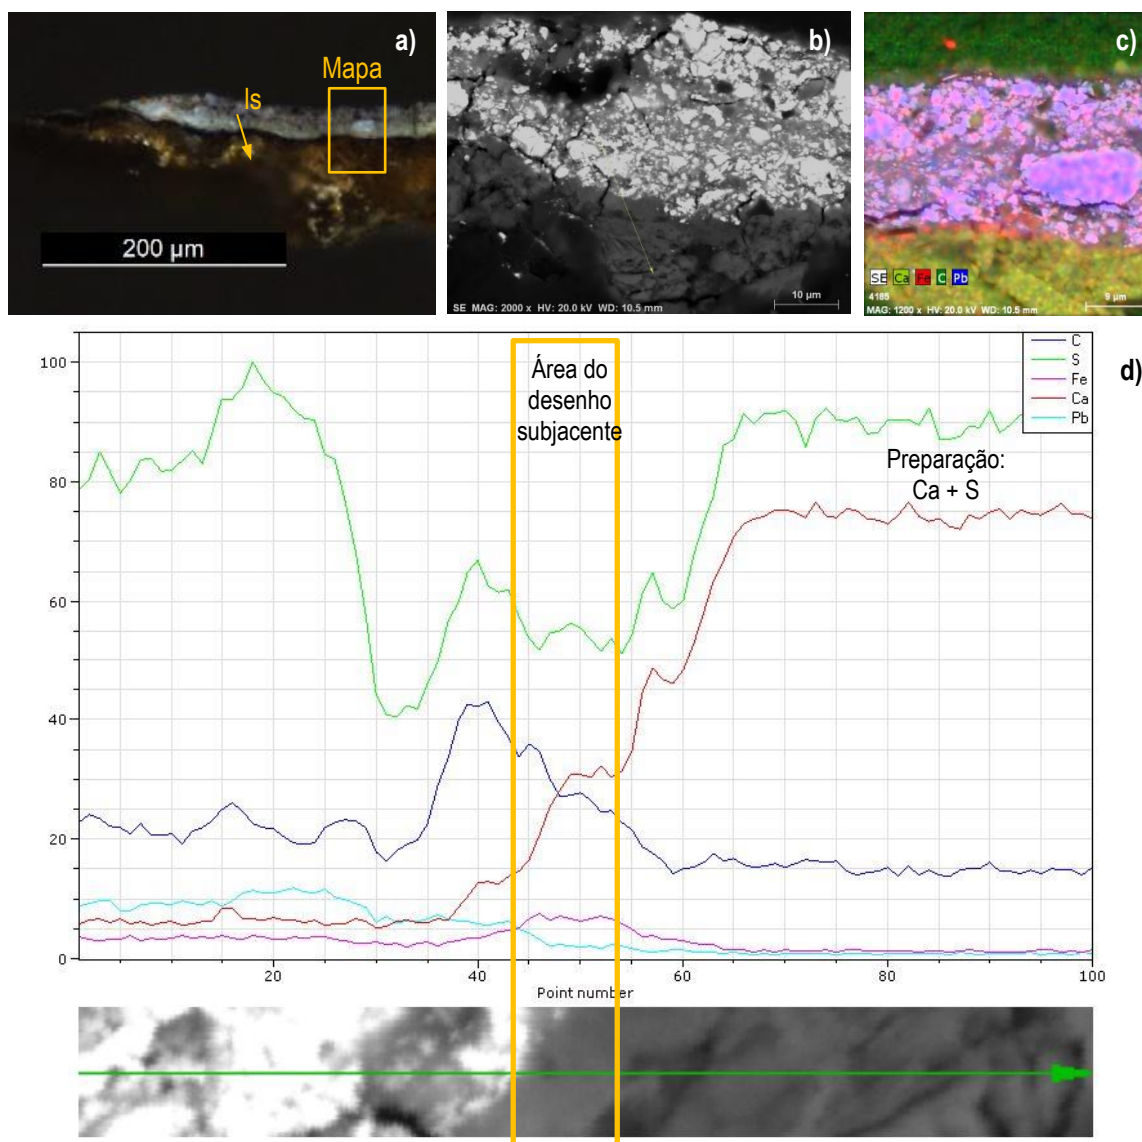 a)
Mapa
Is
200 µm
b)
SE MAG: 2000 x HV: 20.0 kV WD: 10.5 mm
10 µm
c)
SE Ca Fe C Pb
4185
MAG: 1200 x HV: 20.0 kV WD: 10.5 mm
9 µm
d)
100
80
60
40
20
0
C
S
Fe
Ca
Pb
Área do
desenho
subjacente
Preparação:
Ca + S
20 40 60 80 100
Point number